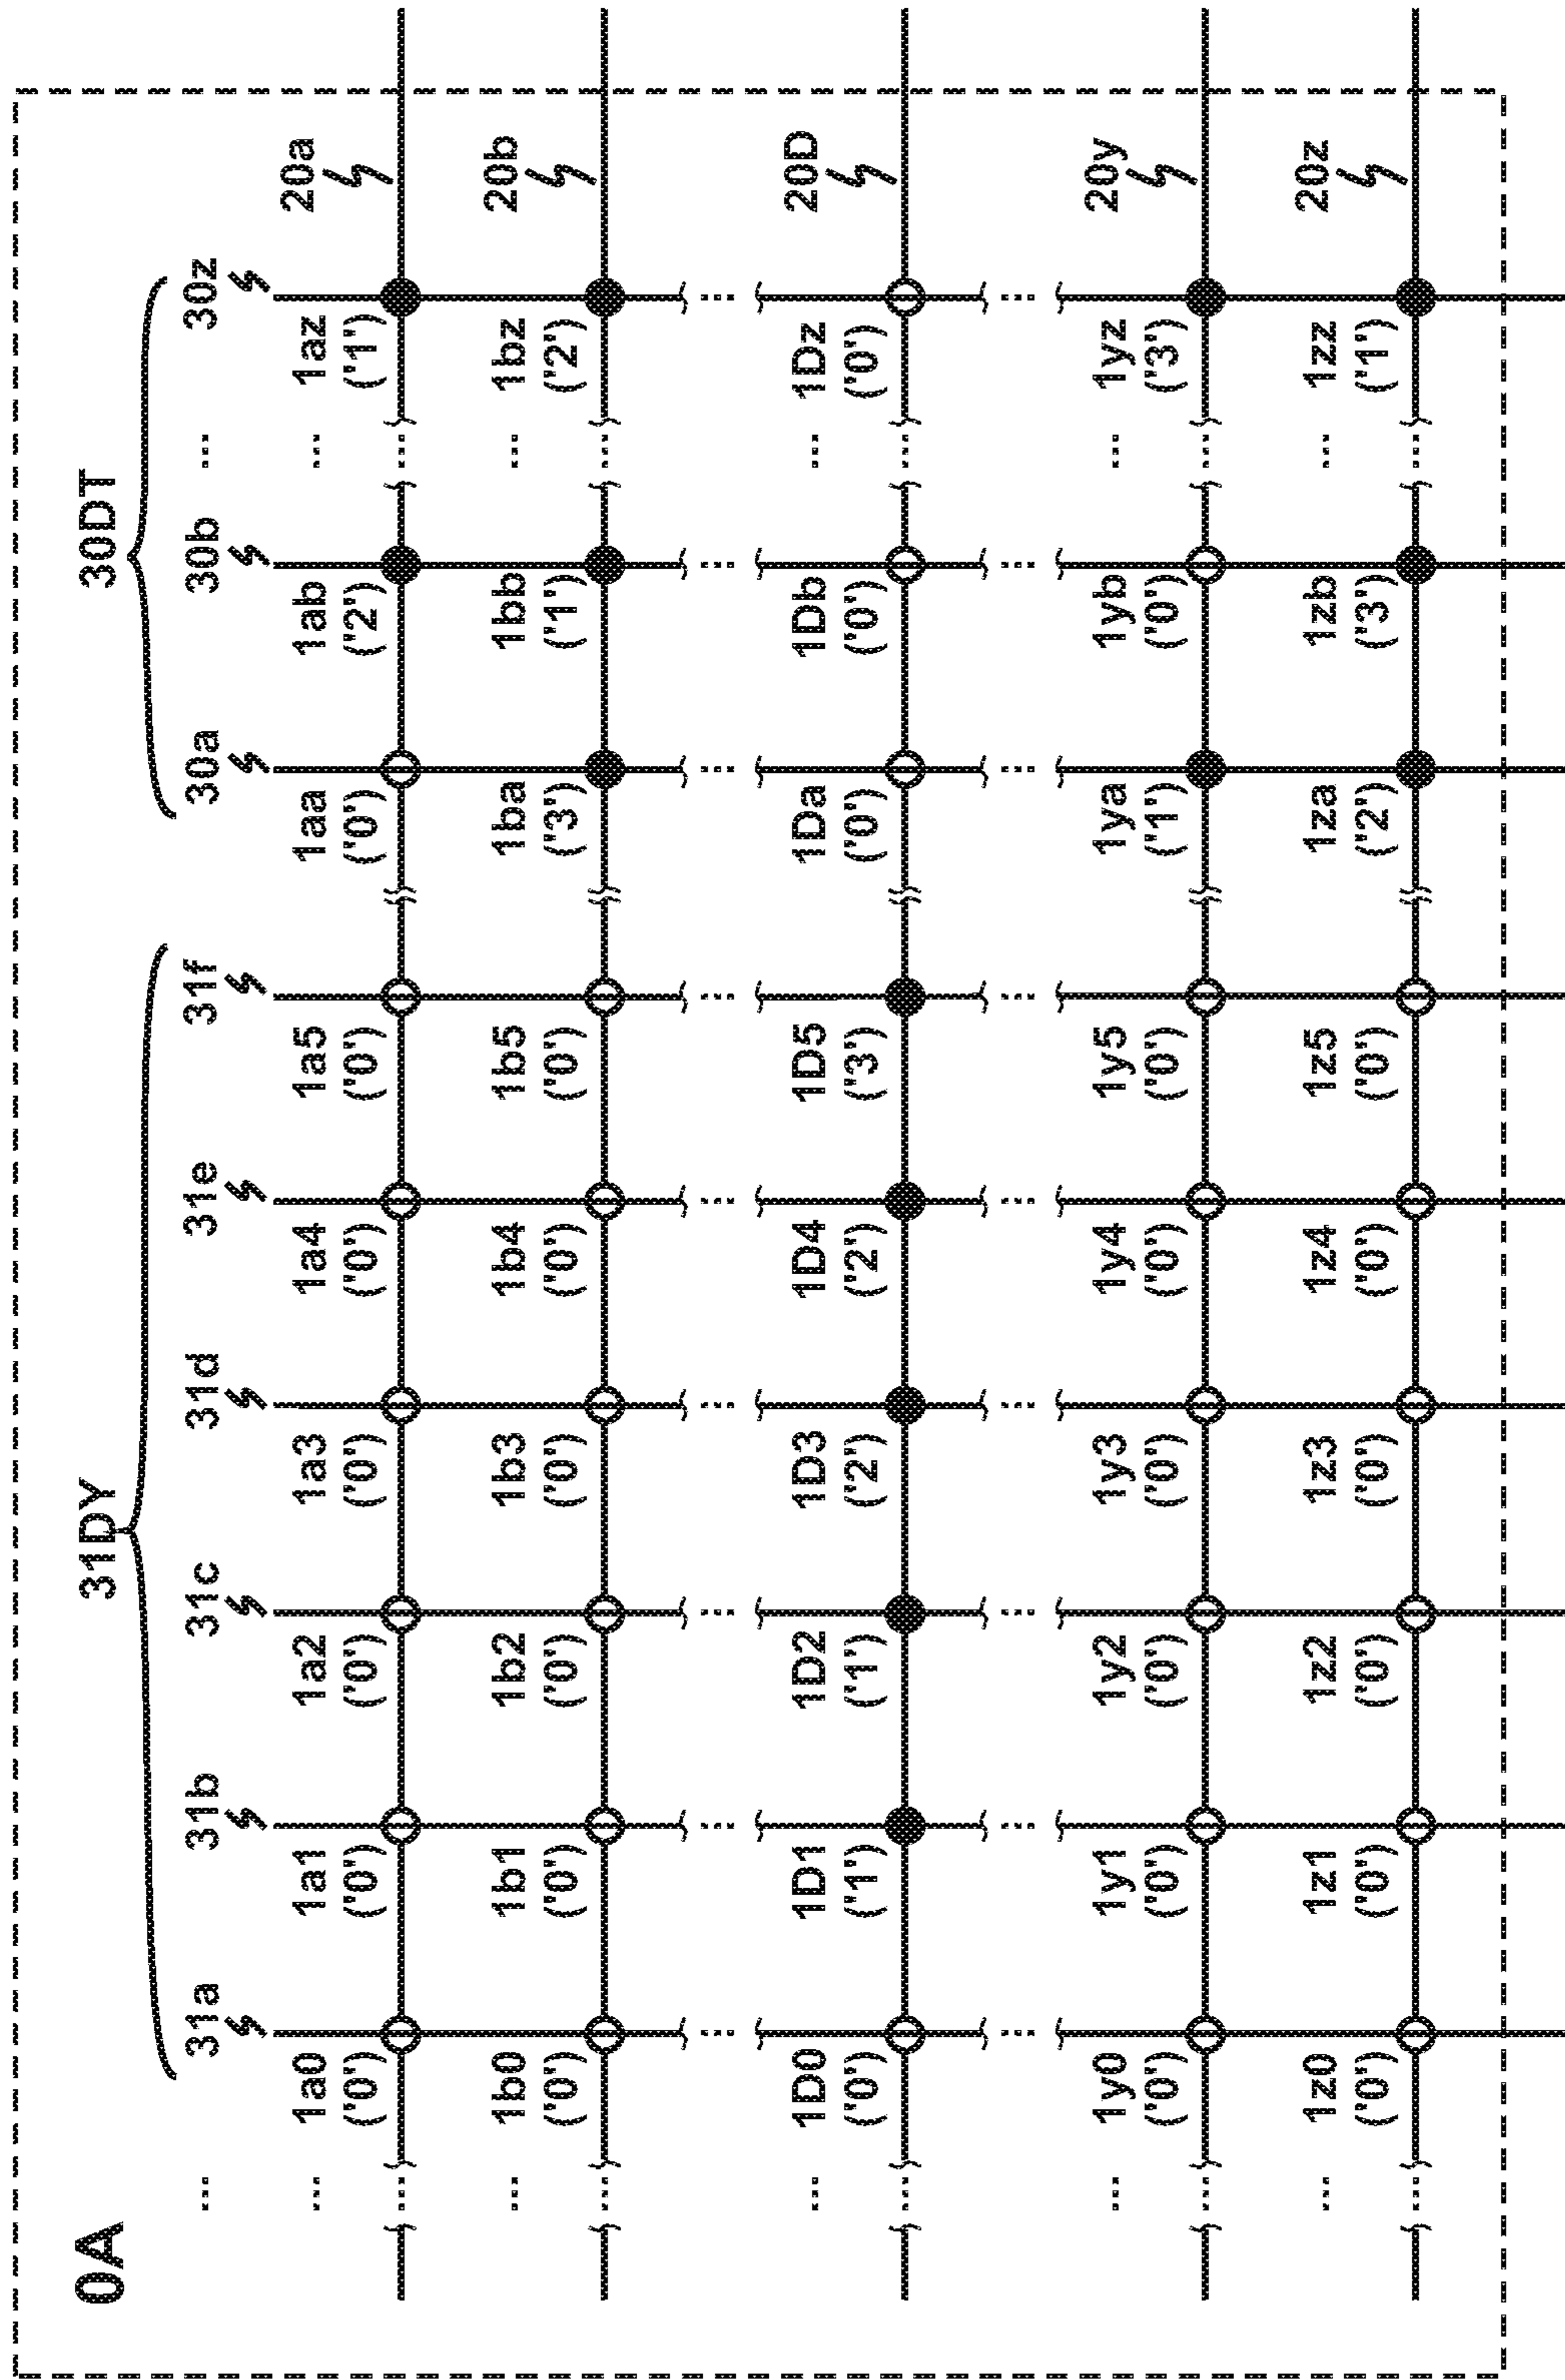 0A
31DY 30DT
... 31a 31b 31c 31d 31e 31f 30a 30b ... 30z
... 1a0 1a1 1a2 1a3 1a4 1a5 1aa 1ab ... 1az 20a
('0') ('0') ('0') ('0') ('0') ('0') ('0') ('2') ('1')
... 1b0 1b1 1b2 1b3 1b4 1b5 1ba 1bb ... 1bz 20b
('0') ('0') ('0') ('0') ('0') ('0') ('3') ('1') ('2')
... 1D0 1D1 1D2 1D3 1D4 1D5 1Da 1Db ... 1Dz 20D
('0') ('1') ('1') ('2') ('2') ('3') ('0') ('0') ('0')
... 1y0 1y1 1y2 1y3 1y4 1y5 1ya 1yb ... 1yz 20y
('0') ('0') ('0') ('0') ('0') ('0') ('1') ('0') ('3')
... 1z0 1z1 1z2 1z3 1z4 1z5 1za 1zb ... 1zz 20z
('0') ('0') ('0') ('0') ('0') ('0') ('2') ('3') ('1')